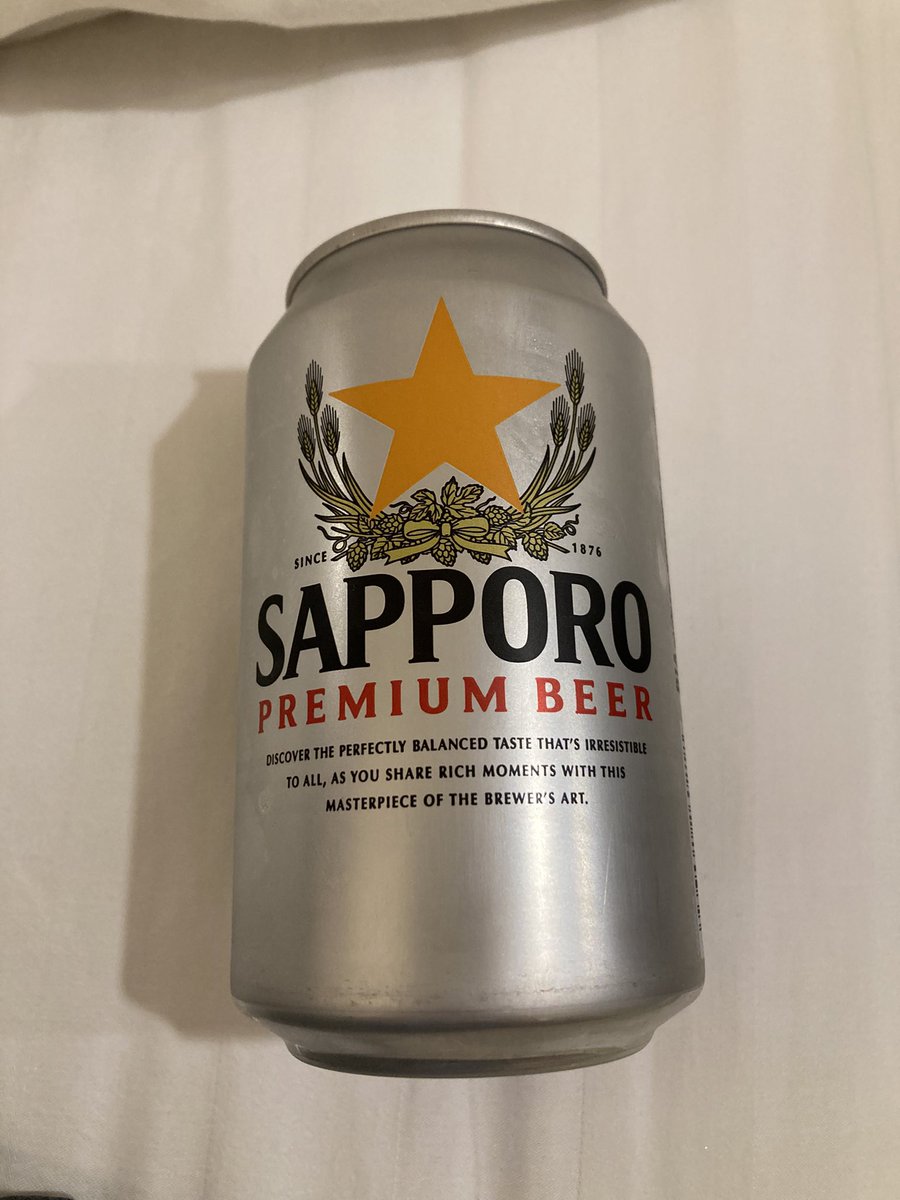 SINCE 1876
SAPPORO
PREMIUM BEER
DISCOVER THE PERFECTLY BALANCED TASTE THAT'S IRRESISTIBLE
TO ALL, AS YOU SHARE RICH MOMENTS WITH THIS
MASTERPIECE OF THE BREWER'S ART.